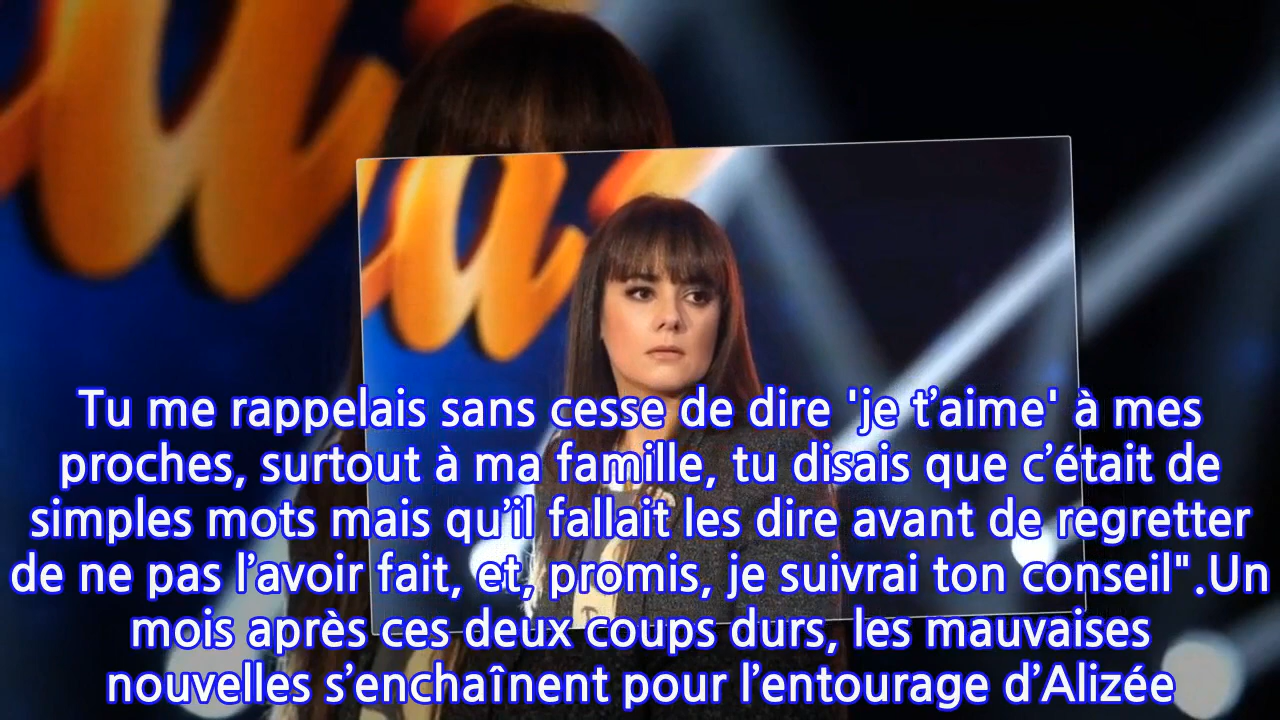 Tu me rappelais sans cesse de dire 'je t’aime' à mes
proches, surtout à ma famille, tu disais que c’était de
simples mots mais qu’il fallait les dire avant de regretter
de ne pas l’avoir fait, et, promis, je suivrai ton conseil".Un
mois après ces deux coups durs, les mauvaises
nouvelles s’enchaînent pour l’entourage d’Alizée